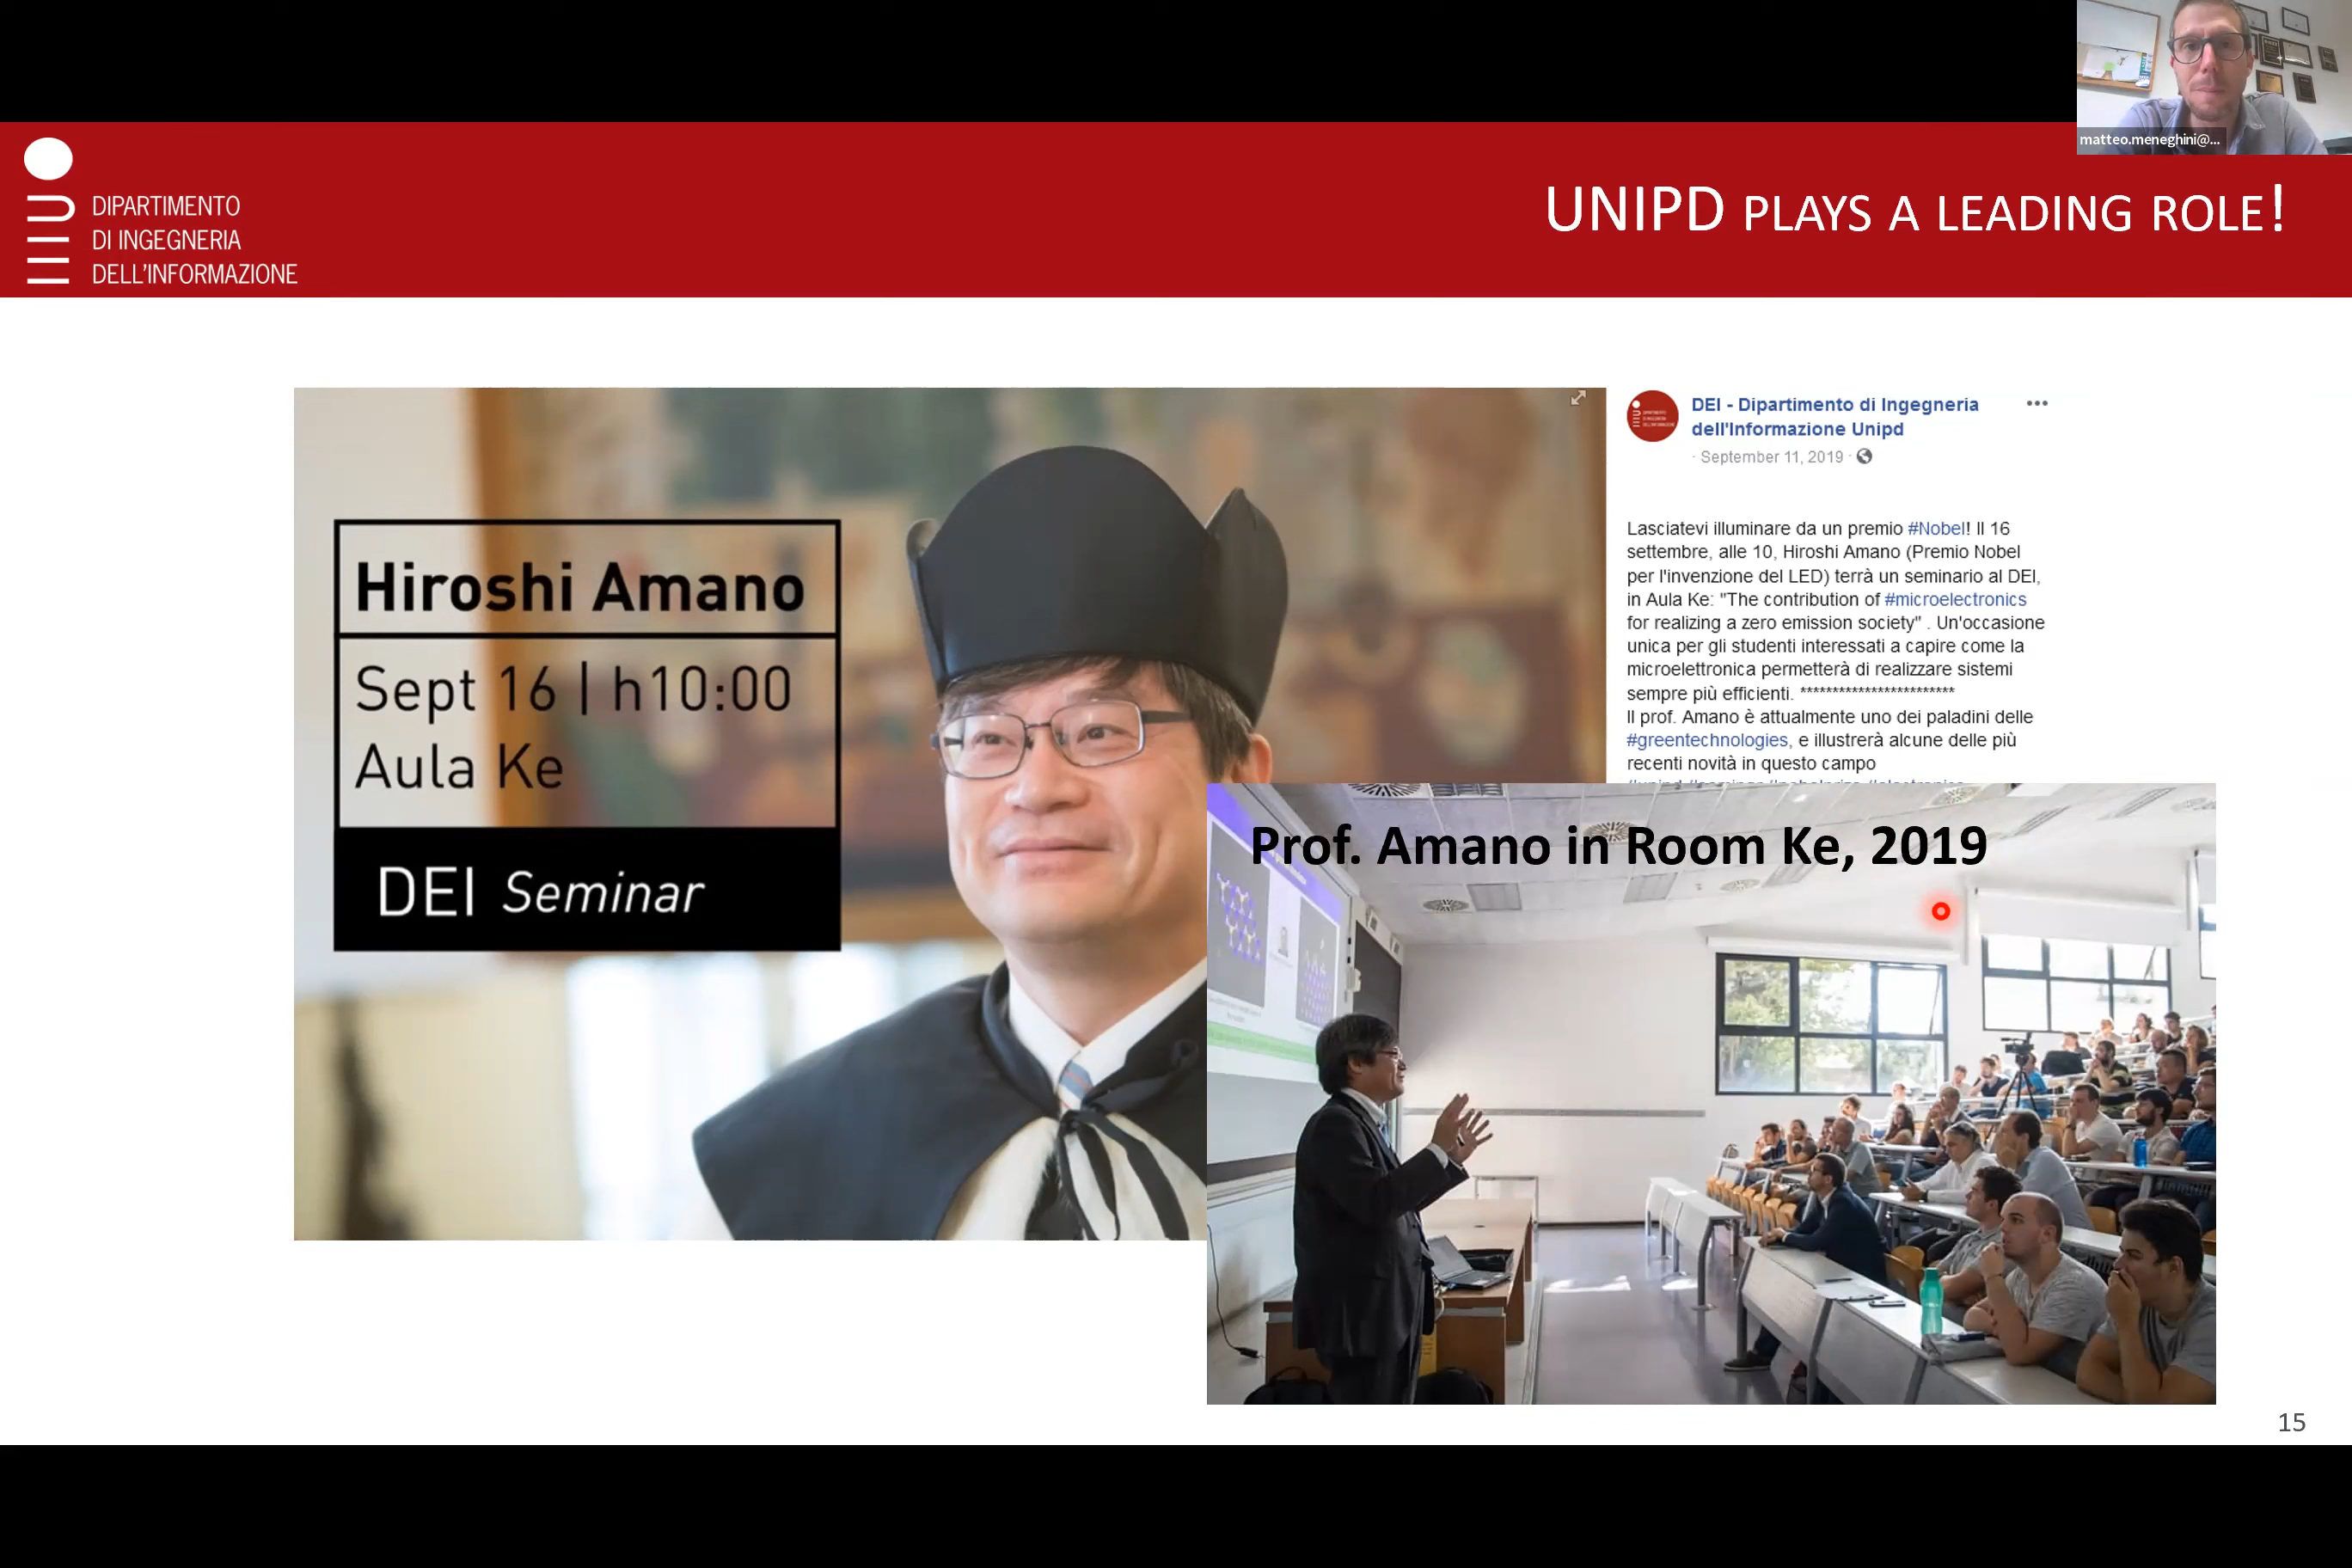 matteo.meneghini@...
DIPARTIMENTO
DI INGEGNERIA
DELL'INFORMAZIONE
UNIPD PLAYS A LEADING ROLE!
Hiroshi Amano
Sept 16 | h10:00
Aula Ke
DEI Seminar
DEI - Dipartimento di Ingegneria
dell'Informazione Unipd
· September 11, 2019 ·
Lasciatevi illuminare da un premio #Nobel! Il 16
settembre, alle 10, Hiroshi Amano (Premio Nobel
per l'invenzione del LED) terrà un seminario al DEI,
in Aula Ke: "The contribution of #microelectronics
for realizing a zero emission society" . Un'occasione
unica per gli studenti interessati a capire come la
microelettronica permetterà di realizzare sistemi
sempre più efficienti. ************************
Il prof. Amano è attualmente uno dei paladini delle
#greentechnologies, e illustrerà alcune delle più
recenti novità in questo campo
Prof. Amano in Room Ke, 2019
15